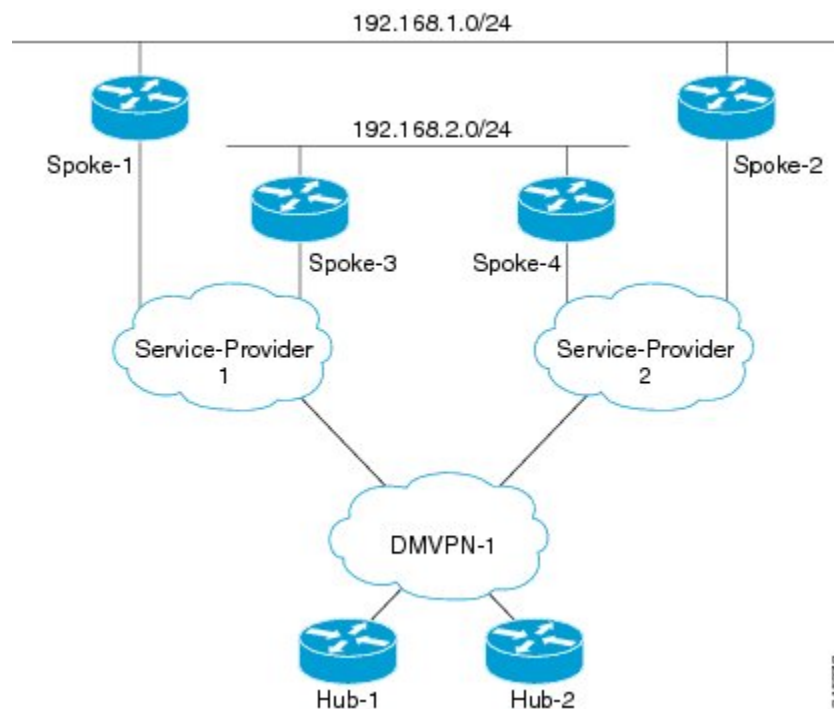 192.168.1.0/24
192.168.2.0/24
Spoke-1
Spoke-2
Spoke-3
Spoke-4
Service-Provider
1
Service-Provider
2
DMVPN-1
Hub-1
Hub-2